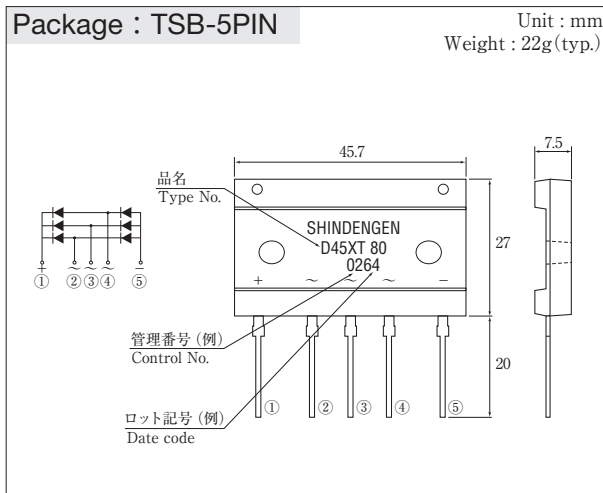 Package：TSB-5PIN
Unit : mm
Weight : 22g(typ.)
45.7
7.5
品名
Type No.
SHINDENGEN
D45XT 80
0264
27
+ ～ ～ ～ −
① ② ③ ④ ⑤
+ ～ ～ ～ −
管理番号 (例)
Control No.
20
① ② ③ ④ ⑤
ロット記号 (例)
Date code